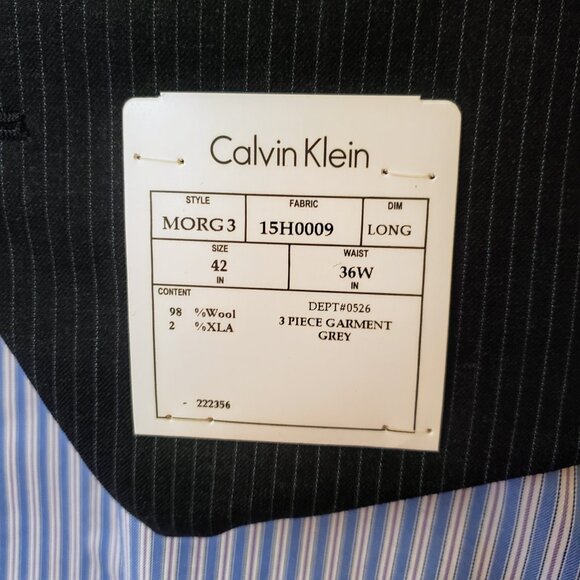 Calvin Klein
STYLE FABRIC DIM
MORG3 15H0009 LONG
SIZE WAIST
42 36W
IN IN
CONTENT
98 %Wool
2 %XLA
DEPT#0526
3 PIECE GARMENT
GREY
- 222356